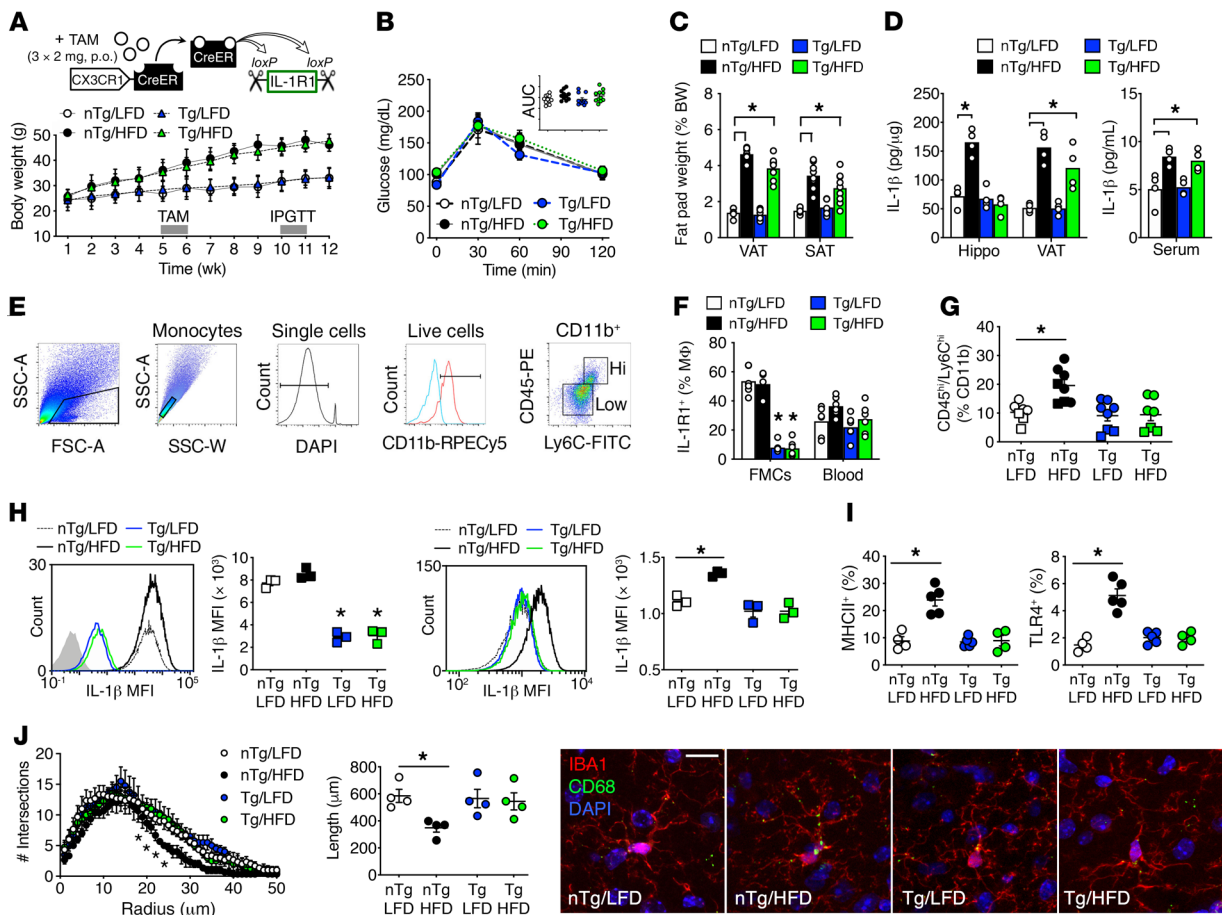 A
+ TAM
(3 × 2 mg, p.o.)
CX3CR1
CreER
CreER
loxP
loxP
IL-1R1
nTg/LFD
nTg/HFD
Tg/LFD
Tg/HFD
Body weight (g)
60
50
40
30
20
10
TAM
IPGTT
1 2 3 4 5 6 7 8 9 10 11 12
Time (wk)
B
Glucose (mg/dL)
250
200
150
100
50
0
AUC
nTg/LFD
nTg/HFD
Tg/LFD
Tg/HFD
0 30 60 90 120
Time (min)
C
nTg/LFD
nTg/HFD
Tg/LFD
Tg/HFD
Fat pad weight (% BW)
8
6
4
2
0
* *
VAT SAT
D
nTg/LFD
nTg/HFD
Tg/LFD
Tg/HFD
IL-1β (pg/μg)
200
150
100
50
0
* *
Hippo VAT
IL-1β (pg/mL)
15
10
5
0
*
Serum
E
SSC-A
FSC-A
Monocytes
SSC-A
SSC-W
Single cells
Count
DAPI
Live cells
Count
CD11b-RPECy5
CD11b⁺
CD45-PE
Hi
Low
Ly6C-FITC
F
nTg/LFD
nTg/HFD
Tg/LFD
Tg/HFD
IL-1R1⁺ (% MΦ)
80
60
40
20
0
* *
FMCs Blood
G
CD45ʰⁱ/Ly6Cʰⁱ
(% CD11b)
40
30
20
10
0
*
nTg LFD
nTg HFD
Tg LFD
Tg HFD
H
nTg/LFD
nTg/HFD
Tg/LFD
Tg/HFD
Count
30
0
10⁻¹ 10⁵
IL-1β MFI
IL-1β MFI (× 10³)
10
8
6
4
2
0
* *
nTg LFD
nTg HFD
Tg LFD
Tg HFD
nTg/LFD
nTg/HFD
Tg/LFD
Tg/HFD
Count
150
100
50
0
10² 10⁴
IL-1β MFI
IL-1β MFI (× 10³)
1.5
1.0
0.5
*
nTg LFD
nTg HFD
Tg LFD
Tg HFD
I
MHCII⁺ (%)
40
30
20
10
0
*
nTg LFD
nTg HFD
Tg LFD
Tg HFD
TLR4⁺ (%)
8
6
4
2
0
*
nTg LFD
nTg HFD
Tg LFD
Tg HFD
J
# Intersections
20
15
10
5
0
nTg/LFD
nTg/HFD
Tg/LFD
Tg/HFD
* * *
0 10 20 30 40 50
Radius (μm)
Length (μm)
800
600
400
200
0
*
nTg LFD
nTg HFD
Tg LFD
Tg HFD
IBA1
CD68
DAPI
nTg/LFD
nTg/HFD
Tg/LFD
Tg/HFD